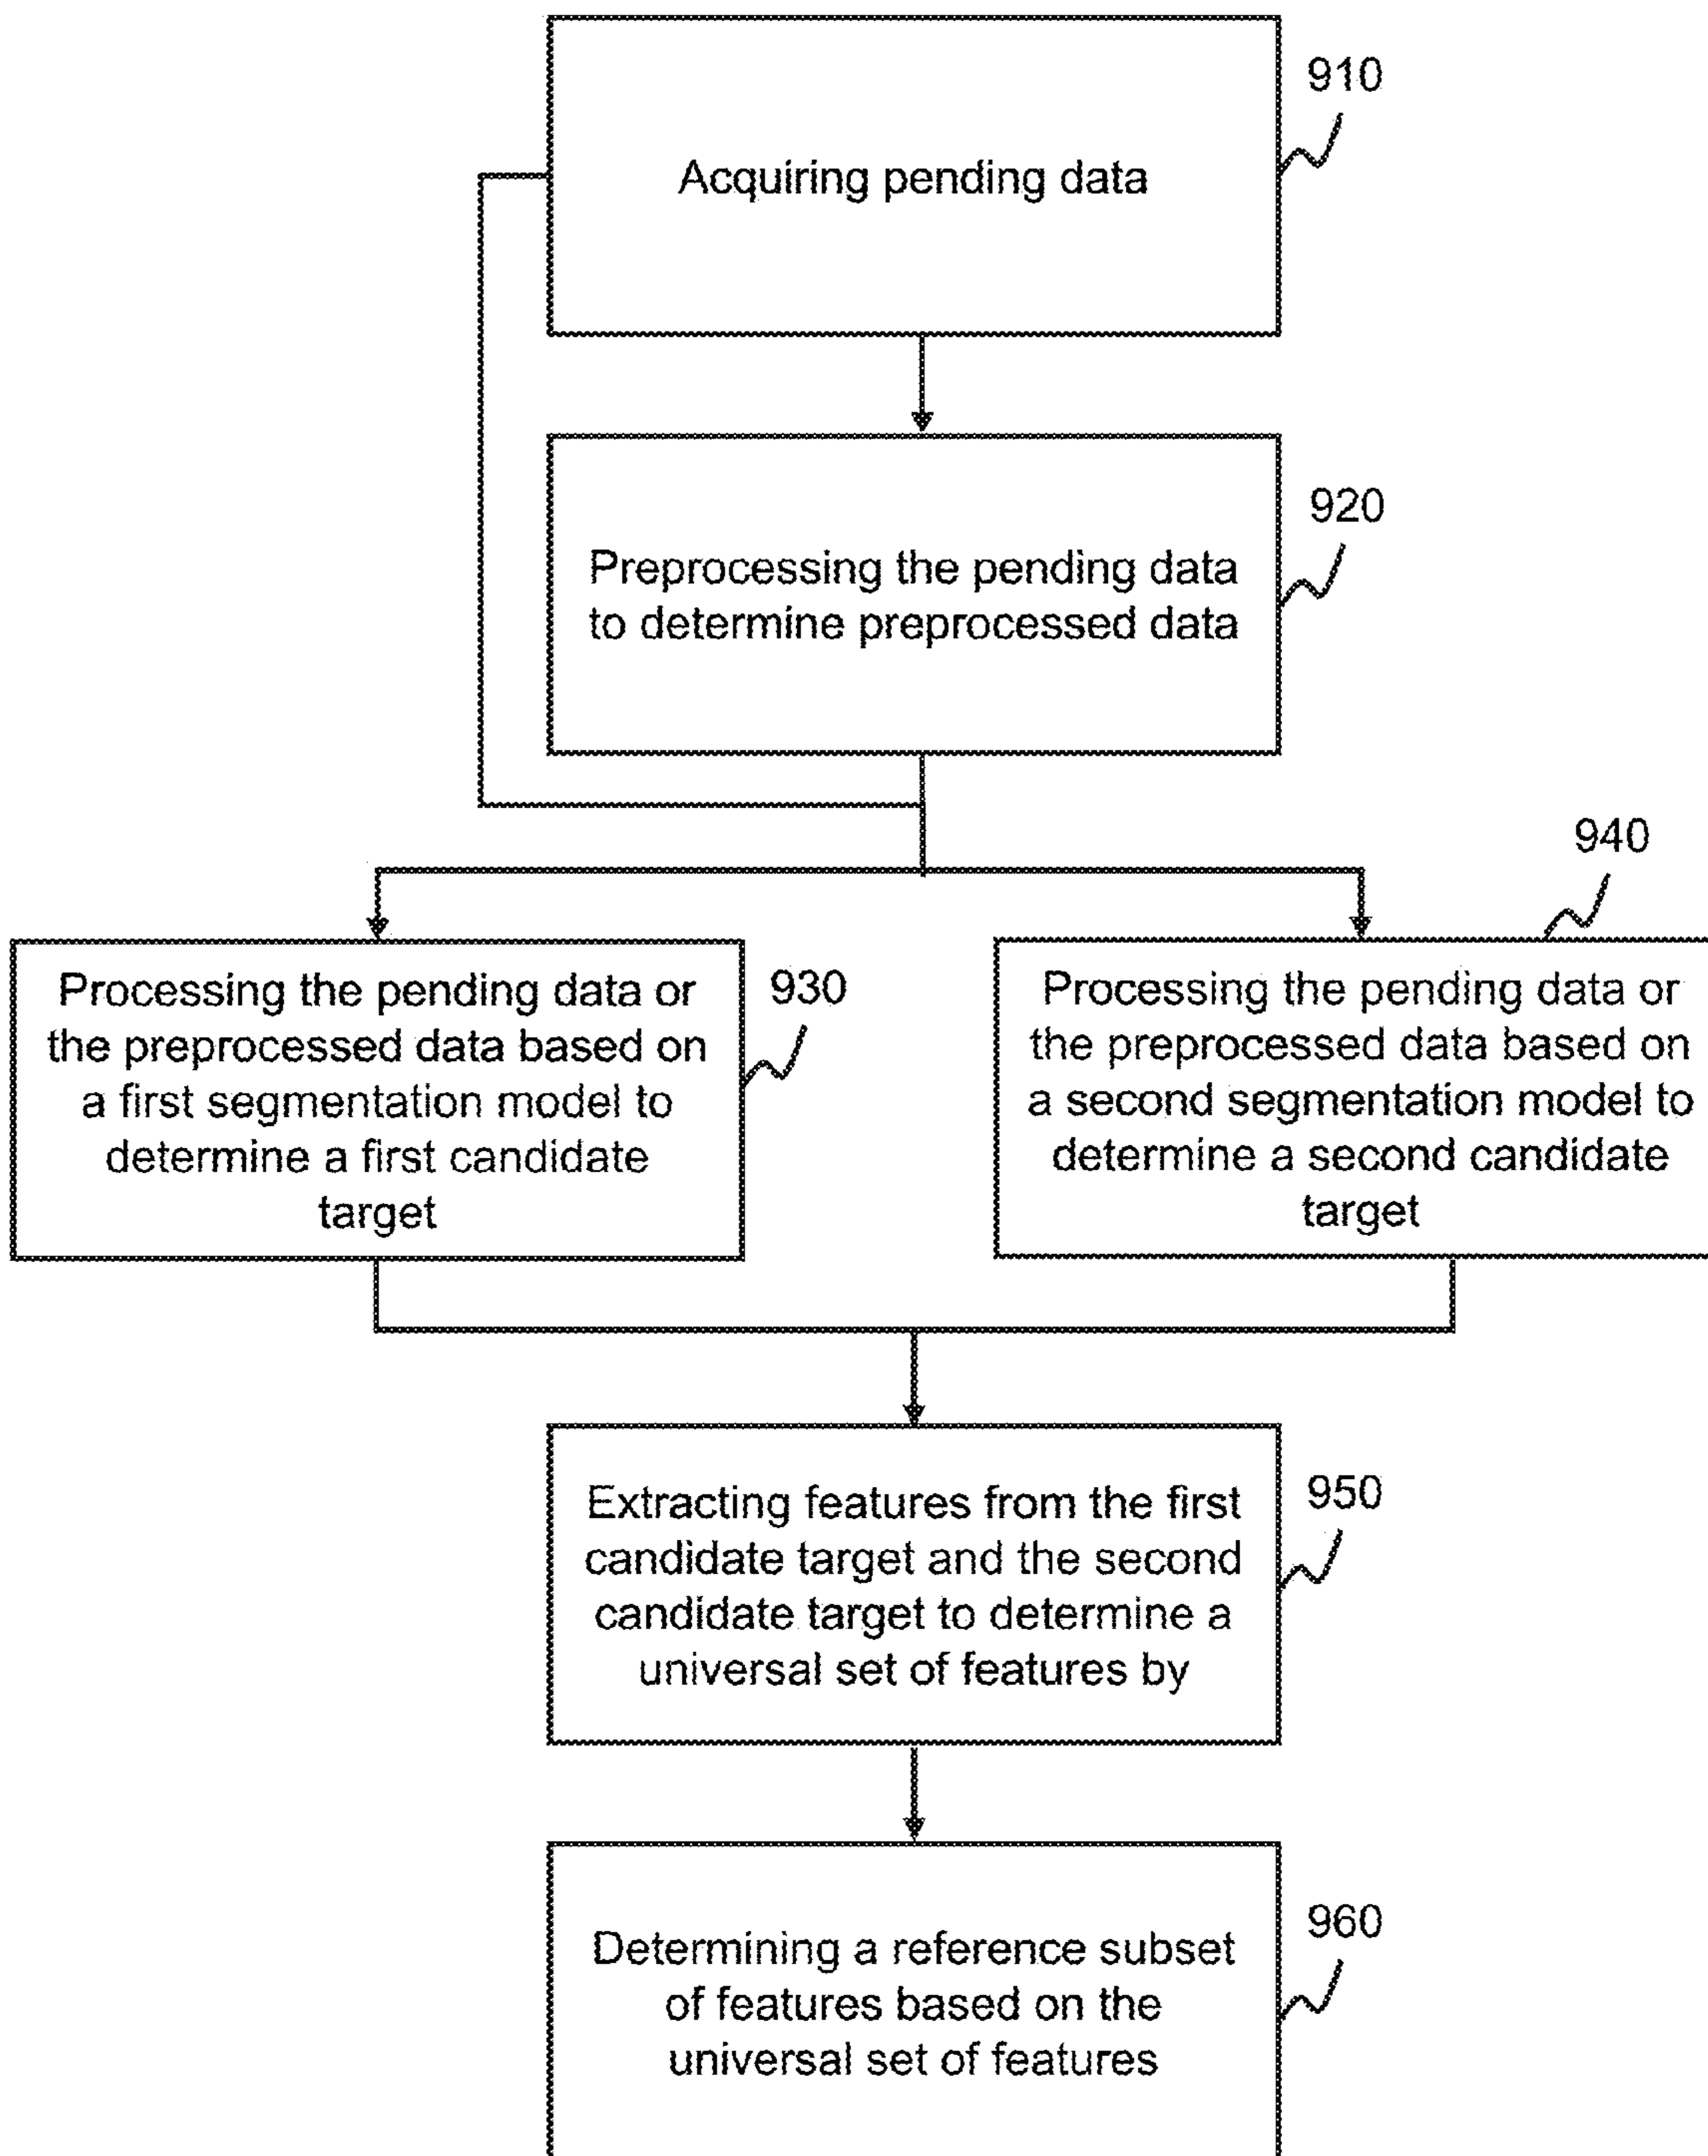 910
Acquiring pending data
920
Preprocessing the pending data
to determine preprocessed data
940
Processing the pending data or
the preprocessed data based on
a first segmentation model to
determine a first candidate
target
930
Processing the pending data or
the preprocessed data based on
a second segmentation model to
determine a second candidate
target
950
Extracting features from the first
candidate target and the second
candidate target to determine a
universal set of features by
960
Determining a reference subset
of features based on the
universal set of features